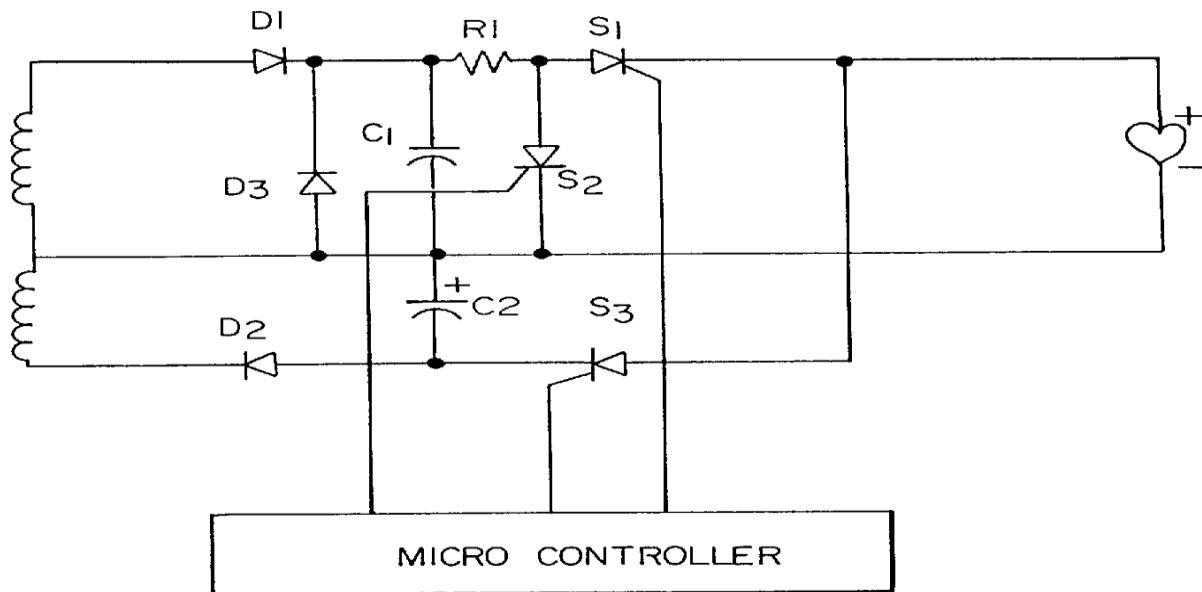 D1
R1
S1
C1
D3
S2
+
−
+
C2
S3
D2
MICRO CONTROLLER